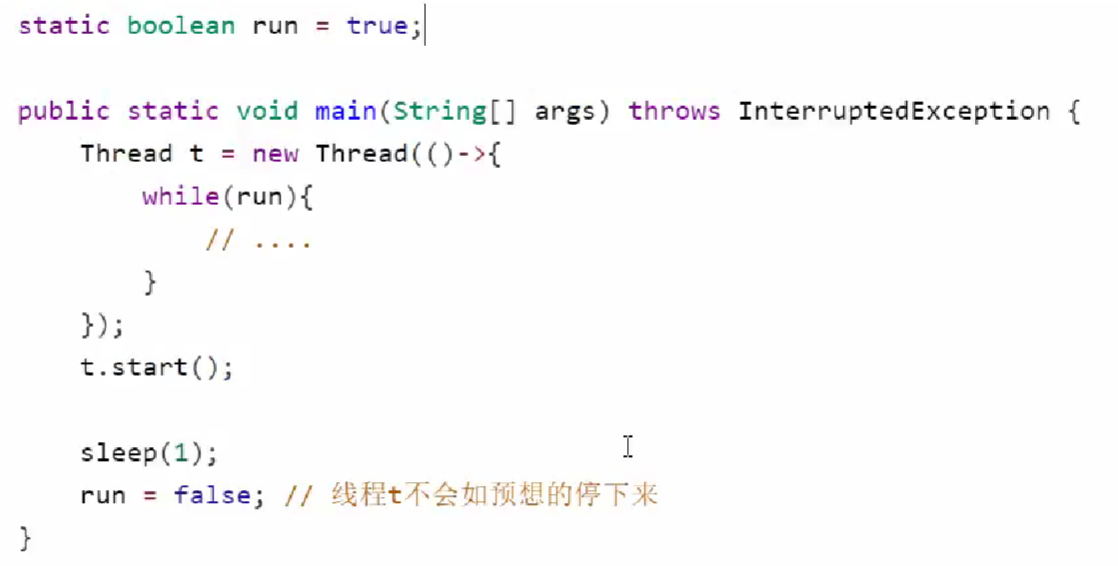 static boolean run = true;
public static void main(String[] args) throws InterruptedException {
Thread t = new Thread(()->{
while(run){
// ....
}
});
t.start();
sleep(1);
run = false; // 线程t不会如预想的停下来
}